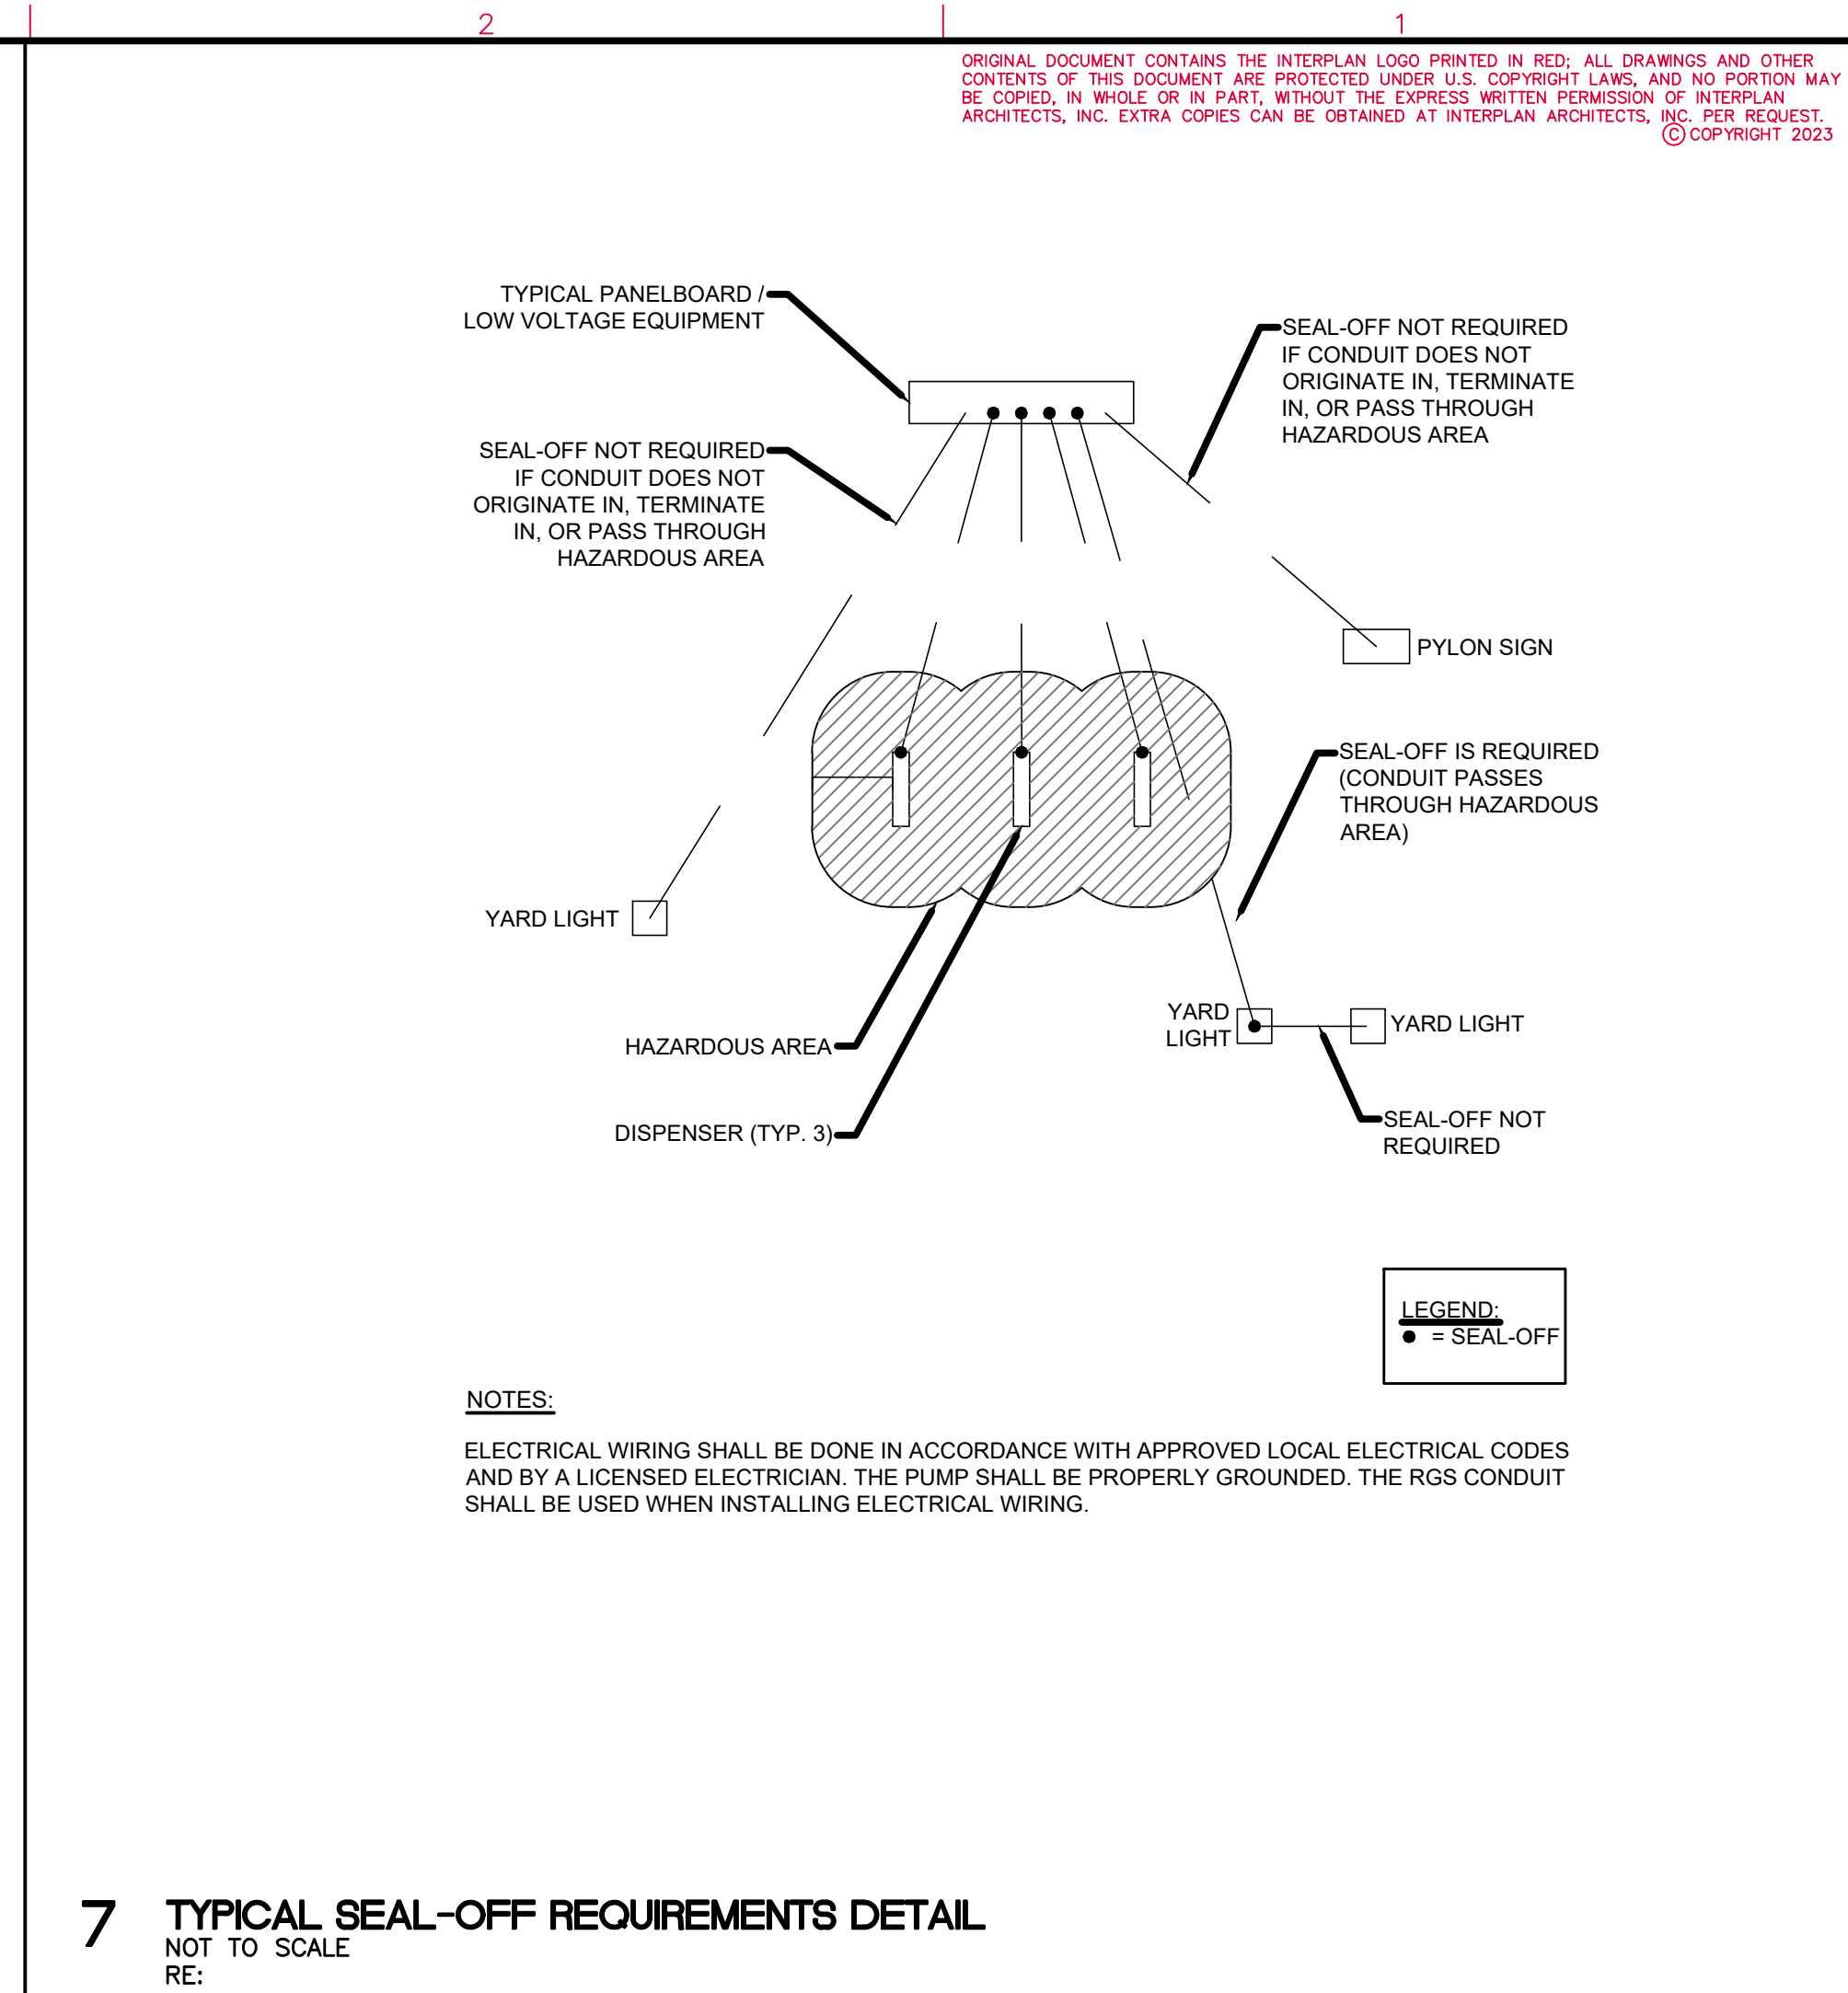 2
1
ORIGINAL DOCUMENT CONTAINS THE INTERPLAN LOGO PRINTED IN RED; ALL DRAWINGS AND OTHER
CONTENTS OF THIS DOCUMENT ARE PROTECTED UNDER U.S. COPYRIGHT LAWS, AND NO PORTION MAY
BE COPIED, IN WHOLE OR IN PART, WITHOUT THE EXPRESS WRITTEN PERMISSION OF INTERPLAN
ARCHITECTS, INC. EXTRA COPIES CAN BE OBTAINED AT INTERPLAN ARCHITECTS, INC. PER REQUEST.
© COPYRIGHT 2023
TYPICAL PANELBOARD /
LOW VOLTAGE EQUIPMENT
SEAL-OFF NOT REQUIRED
IF CONDUIT DOES NOT
ORIGINATE IN, TERMINATE
IN, OR PASS THROUGH
HAZARDOUS AREA
SEAL-OFF NOT REQUIRED
IF CONDUIT DOES NOT
ORIGINATE IN, TERMINATE
IN, OR PASS THROUGH
HAZARDOUS AREA
PYLON SIGN
SEAL-OFF IS REQUIRED
(CONDUIT PASSES
THROUGH HAZARDOUS
AREA)
YARD LIGHT
YARD
LIGHT
YARD LIGHT
HAZARDOUS AREA
DISPENSER (TYP. 3)
SEAL-OFF NOT
REQUIRED
LEGEND:
● = SEAL-OFF
NOTES:
ELECTRICAL WIRING SHALL BE DONE IN ACCORDANCE WITH APPROVED LOCAL ELECTRICAL CODES
AND BY A LICENSED ELECTRICIAN. THE PUMP SHALL BE PROPERLY GROUNDED. THE RGS CONDUIT
SHALL BE USED WHEN INSTALLING ELECTRICAL WIRING.
7 TYPICAL SEAL-OFF REQUIREMENTS DETAIL
NOT TO SCALE
RE: